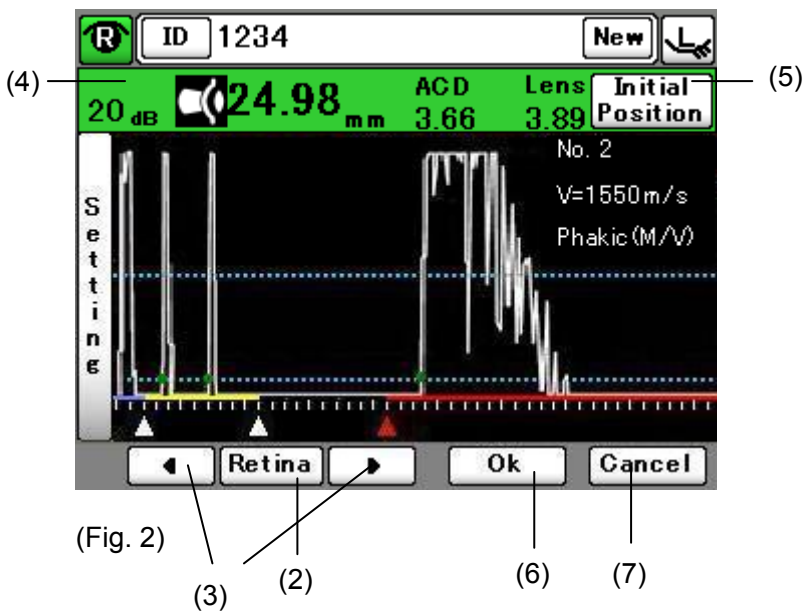 R ID 1234 New
(4) 20 dB 24.98 mm ACD 3.66 Lens 3.89 Initial Position (5)
No. 2
V=1550m/s
Phakic(M/V)
Setting
Retina Ok Cancel
(Fig. 2)
(3) (2) (6) (7)